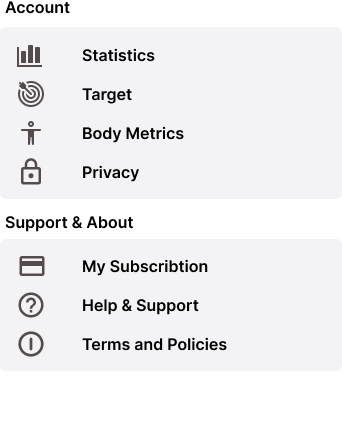 Account
Statistics
Target
Body Metrics
Privacy
Support & About
My Subscribtion
Help & Support
Terms and Policies